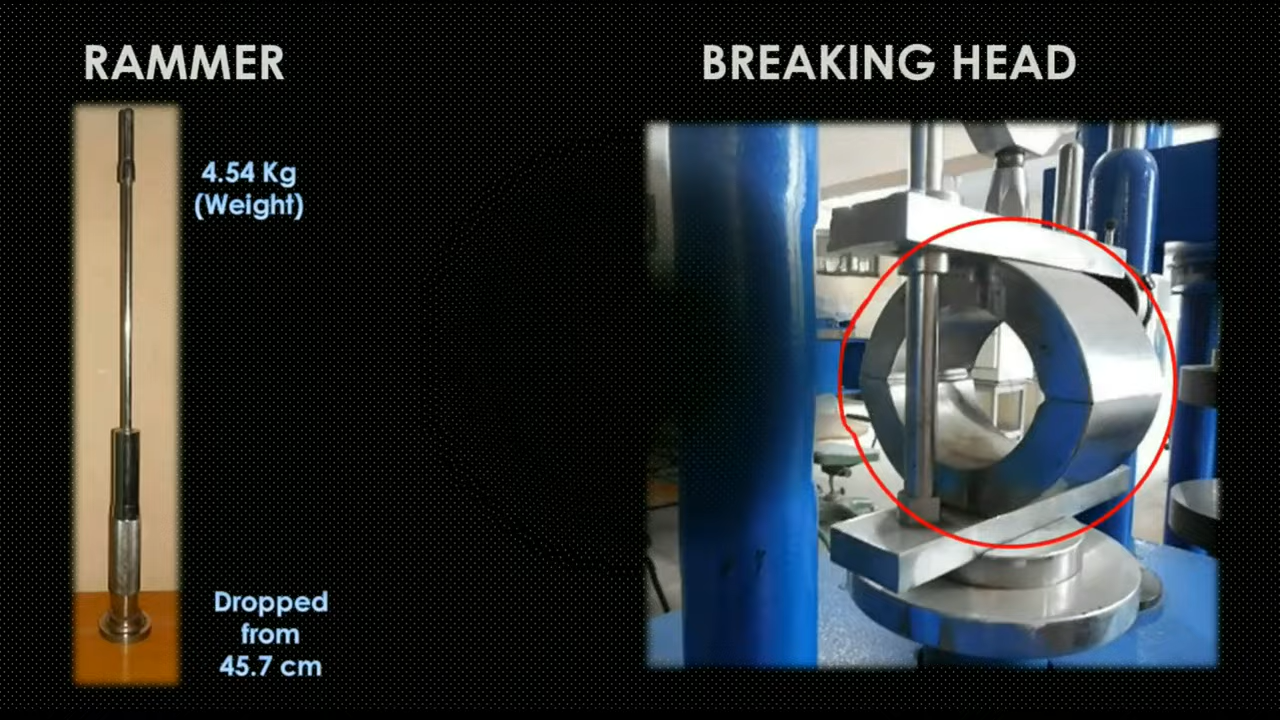 RAMMER
4.54 Kg
(Weight)
Dropped
from
45.7 cm
BREAKING HEAD